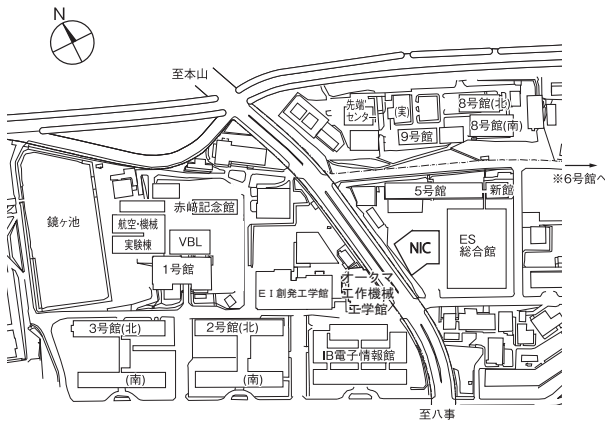 N
至本山
先端
センター
(実)
8号館(北)
8号館(南)
9号館
※6号館へ
5号館
新館
赤﨑記念館
鏡ヶ池
航空・機械
実験棟
VBL
NIC
ES
総合館
1号館
EI創発工学館
オークマ
工作機械
工学館
3号館(北)
2号館(北)
IB電子情報館
(南)
(南)
至八事